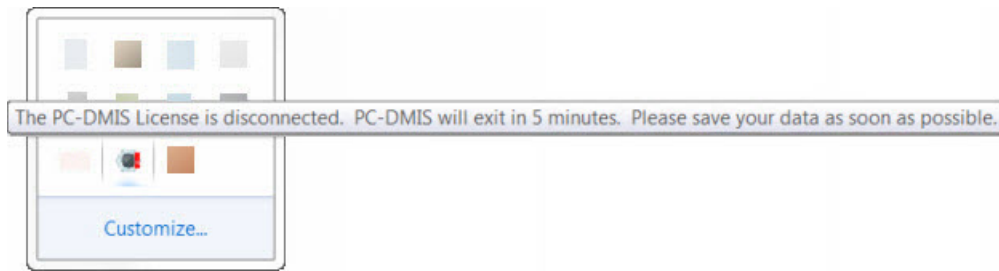 The PC-DMIS License is disconnected.  PC-DMIS will exit in 5 minutes.  Please save your data as soon as possible.
Customize...